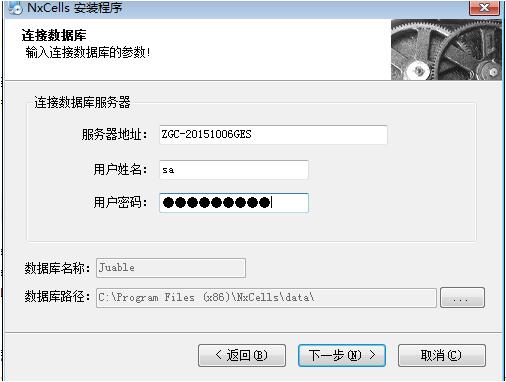 NxCells 安装程序
连接数据库
输入连接数据库的参数!
连接数据库服务器
服务器地址: ZGC-20151006GES
用户姓名: sa
用户密码: ●●●●●●●●●
数据库名称: Juable
数据库路径: C:\Program Files (x86)\NxCells\data\ ...
< 返回(B) 下一步(N) > 取消(C)